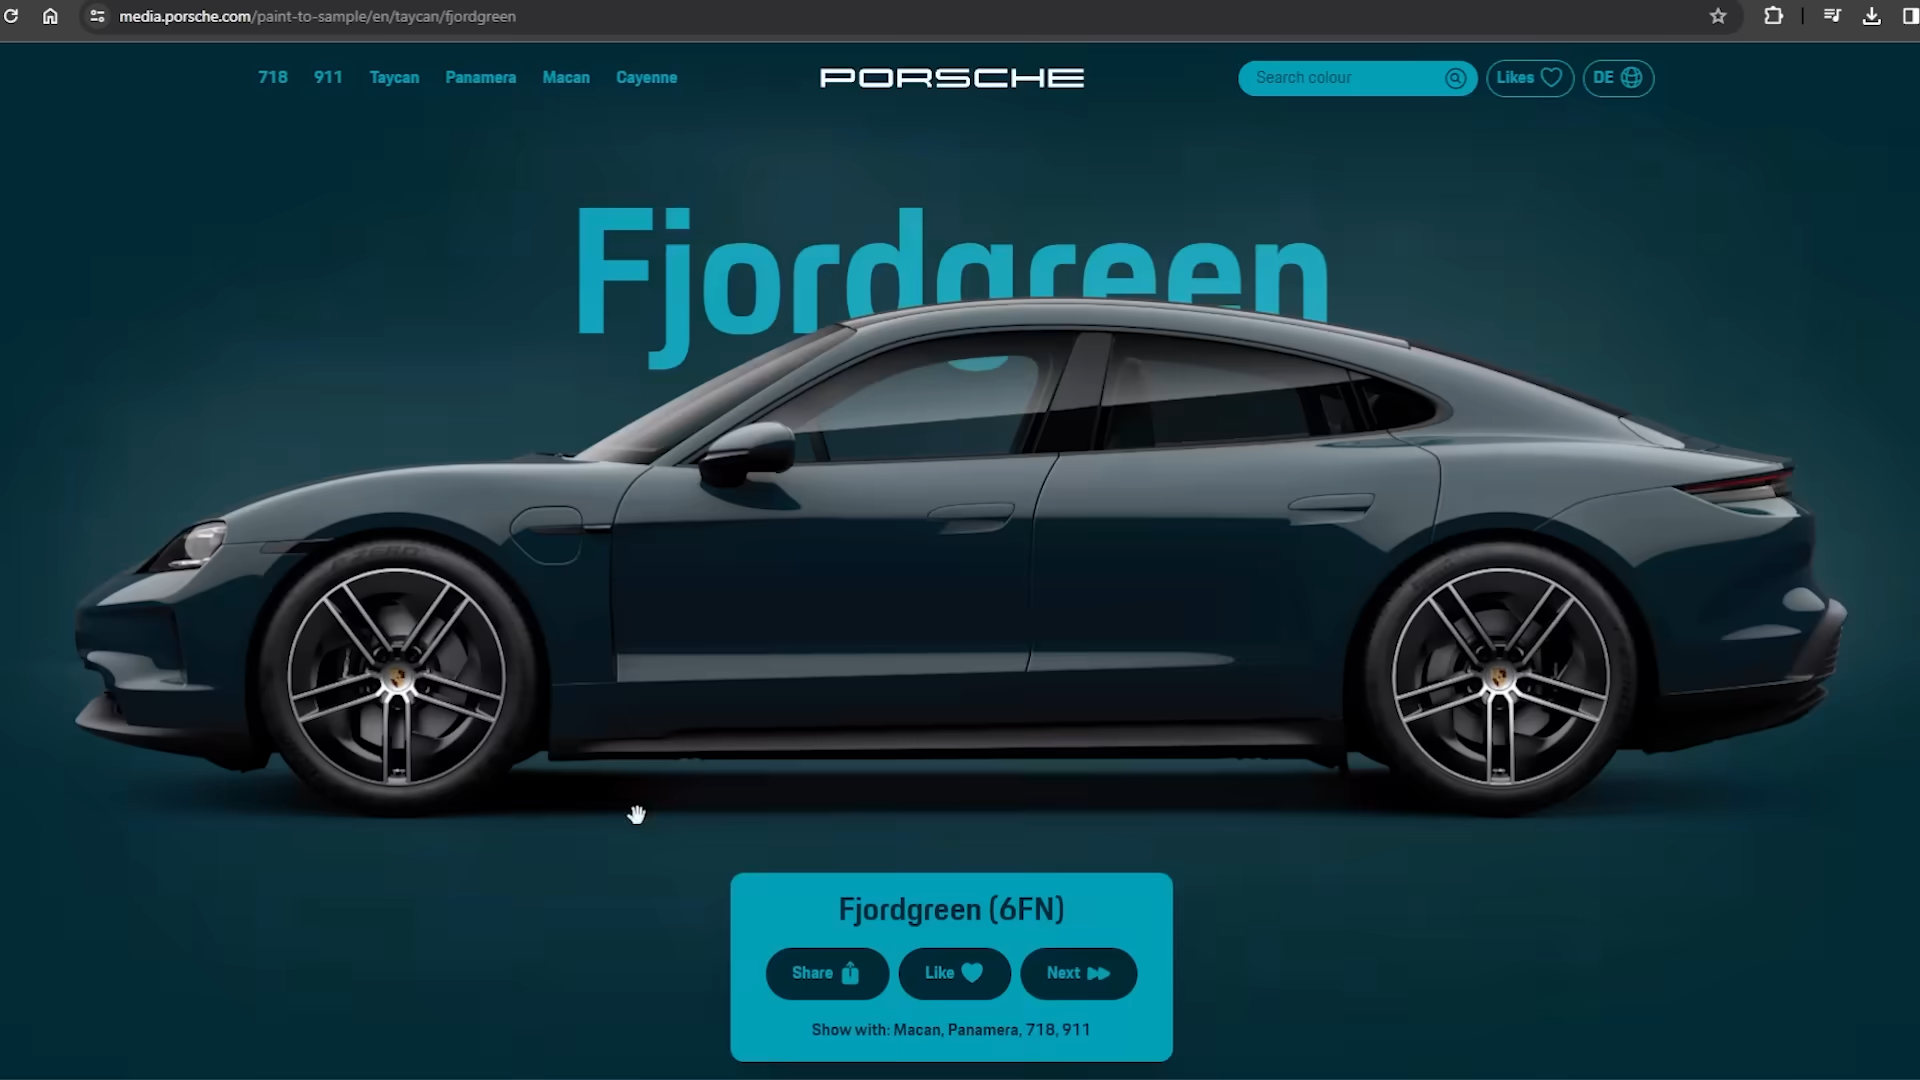 media.porsche.com/paint-to-sample/en/taycan/fjordgreen
718 911 Taycan Panamera Macan Cayenne PORSCHE Search colour Likes DE
Fjordgreen
Fjordgreen (6FN)
Share Like Next
Show with: Macan, Panamera, 718, 911